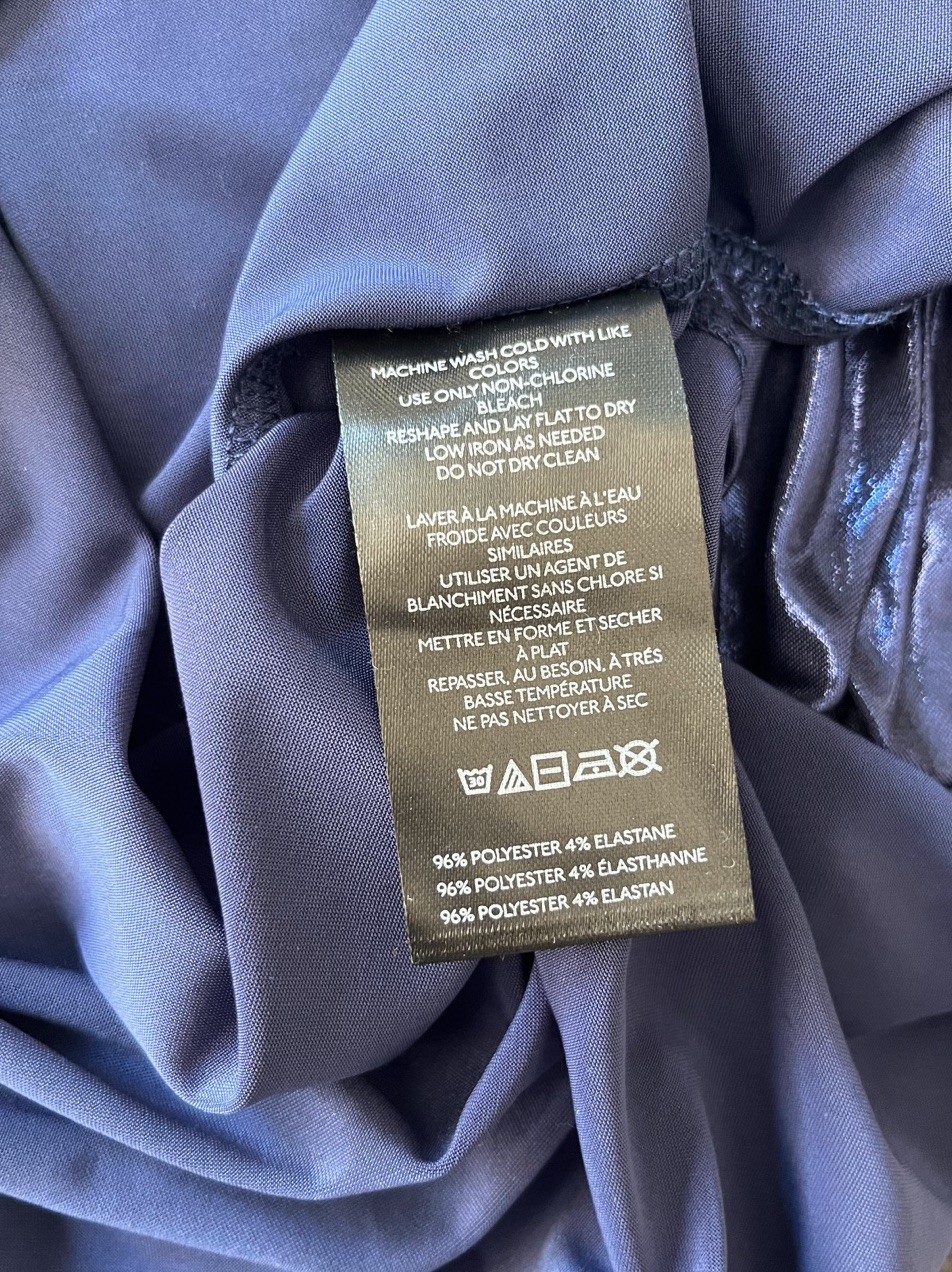 MACHINE WASH COLD WITH LIKE
COLORS
USE ONLY NON-CHLORINE
BLEACH
RESHAPE AND LAY FLAT TO DRY
LOW IRON AS NEEDED
DO NOT DRY CLEAN
LAVER À LA MACHINE À L'EAU
FROIDE AVEC COULEURS
SIMILAIRES
UTILISER UN AGENT DE
BLANCHIMENT SANS CHLORE SI
NÉCESSAIRE
METTRE EN FORME ET SECHER
À PLAT
REPASSER, AU BESOIN, À TRÉS
BASSE TEMPÉRATURE
NE PAS NETTOYER À SEC
30
96% POLYESTER 4% ELASTANE
96% POLYESTER 4% ÉLASTHANNE
96% POLYESTER 4% ELASTAN